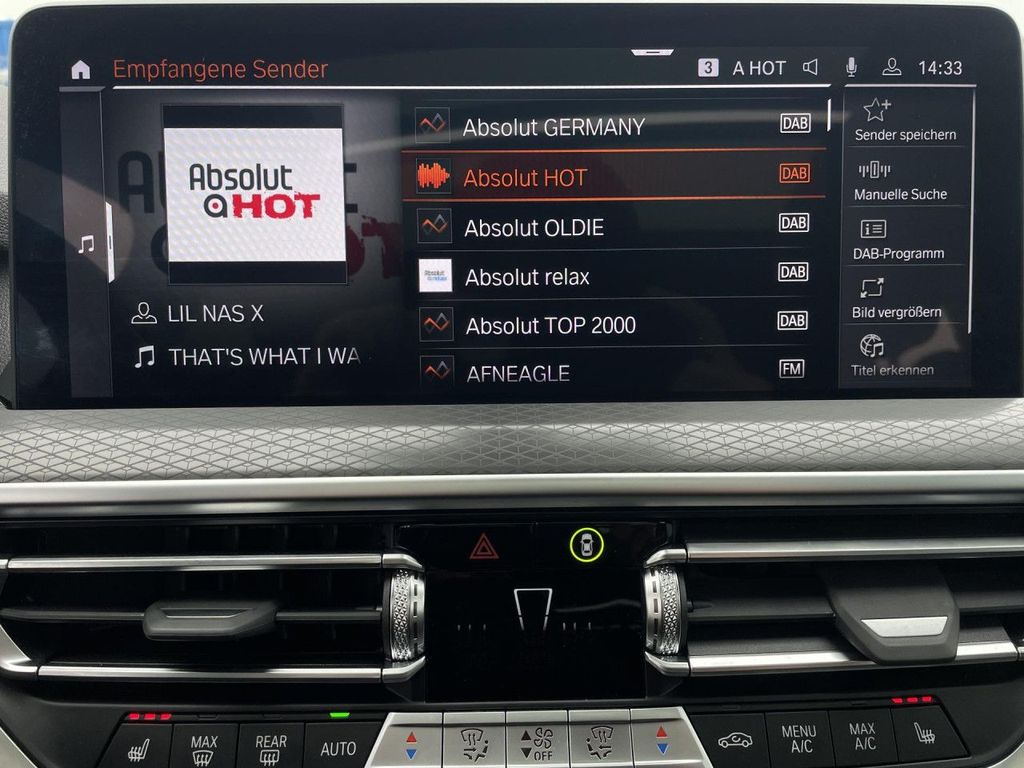 Empfangene Sender
3 A HOT 14:33
Absolut
HOT
LIL NAS X
THAT'S WHAT I WA
Absolut GERMANY DAB
Absolut HOT DAB
Absolut OLDIE DAB
Absolut relax DAB
Absolut TOP 2000 DAB
AFNEAGLE FM
Sender speichern
Manuelle Suche
DAB-Programm
Bild vergrößern
Titel erkennen
MAX
REAR
AUTO
OFF
MENU
A/C
MAX
A/C